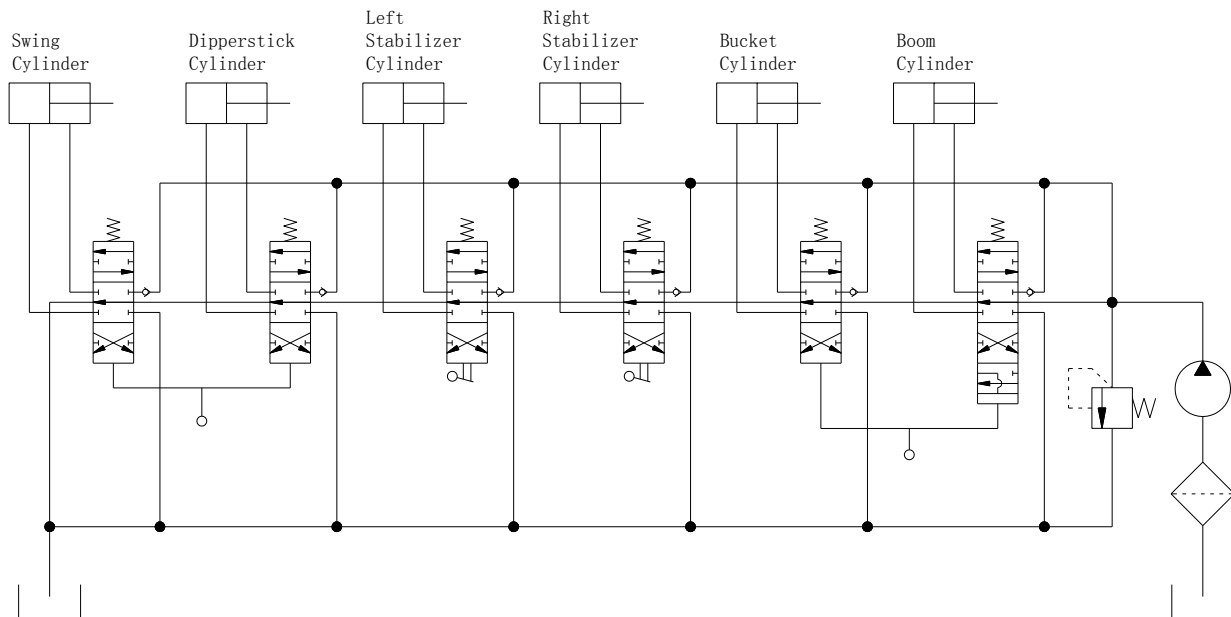 Swing
Cylinder
Dipperstick
Cylinder
Left
Stabilizer
Cylinder
Right
Stabilizer
Cylinder
Bucket
Cylinder
Boom
Cylinder